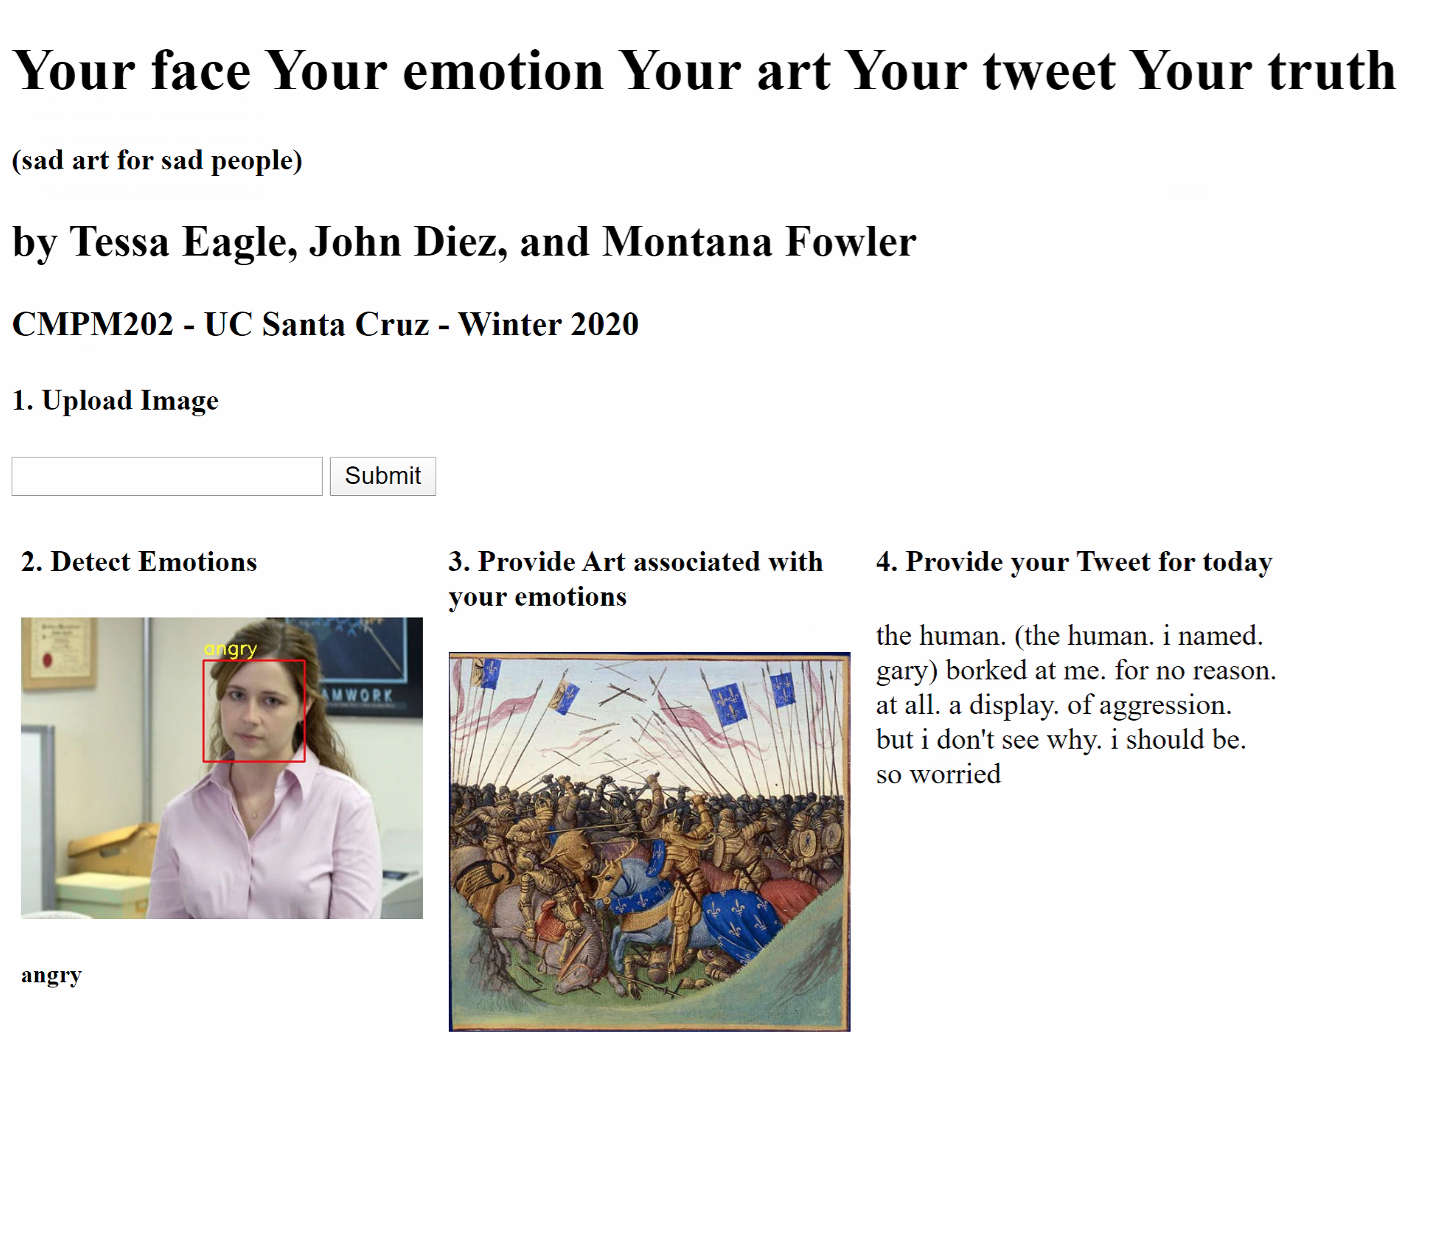 Your face Your emotion Your art Your tweet Your truth
(sad art for sad people)
by Tessa Eagle, John Diez, and Montana Fowler
CMPM202 - UC Santa Cruz - Winter 2020
1. Upload Image
Submit
2. Detect Emotions
angry
AMWORK
angry
3. Provide Art associated with
your emotions
4. Provide your Tweet for today
the human. (the human. i named.
gary) borked at me. for no reason.
at all. a display. of aggression.
but i don't see why. i should be.
so worried